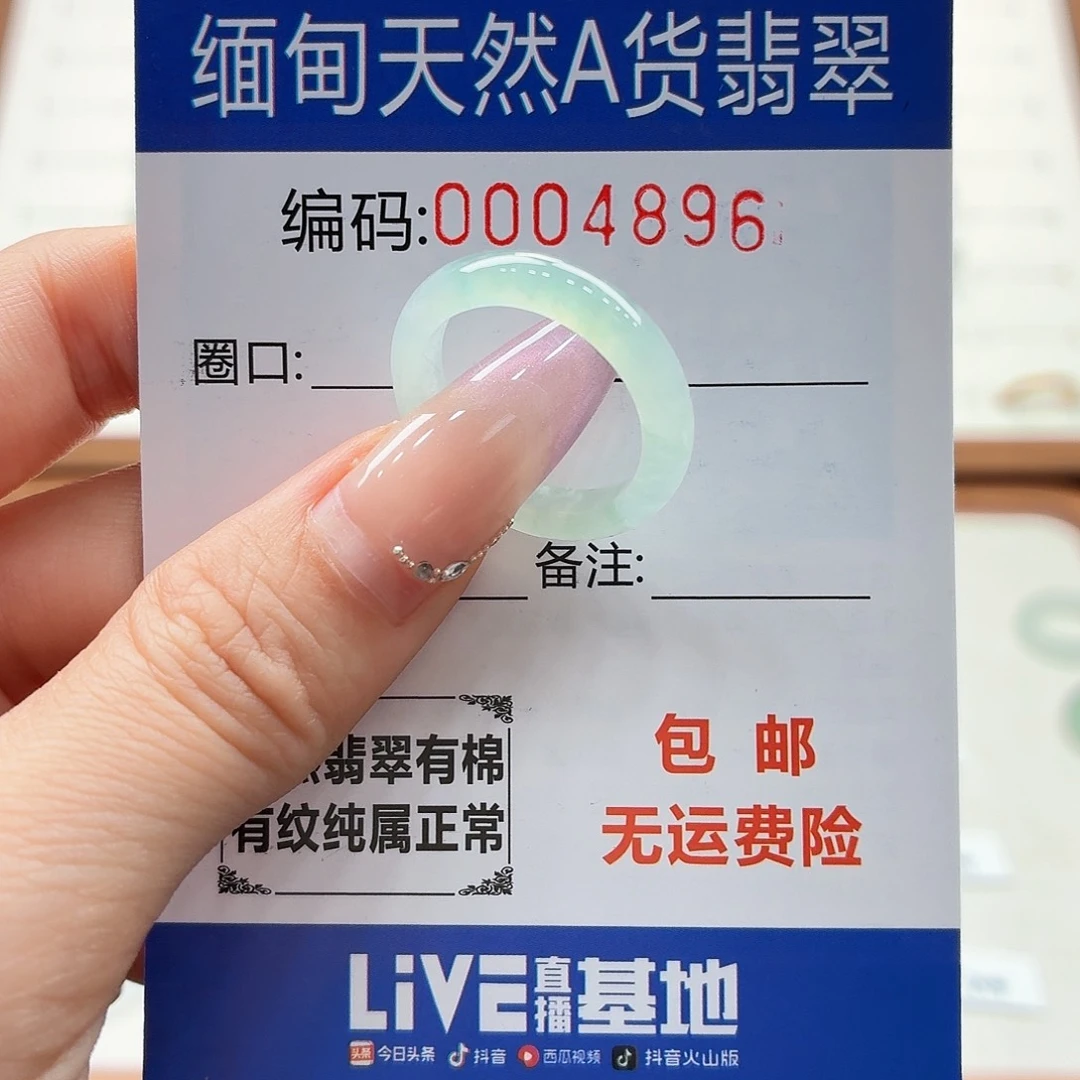 缅甸天然A货翡翠
编码:0004896
圈口:
备注:
翡翠有棉
有纹纯属正常
包 邮
无运费险
LiVE直播基地
头条 今日头条 抖音 西瓜视频 抖音火山版